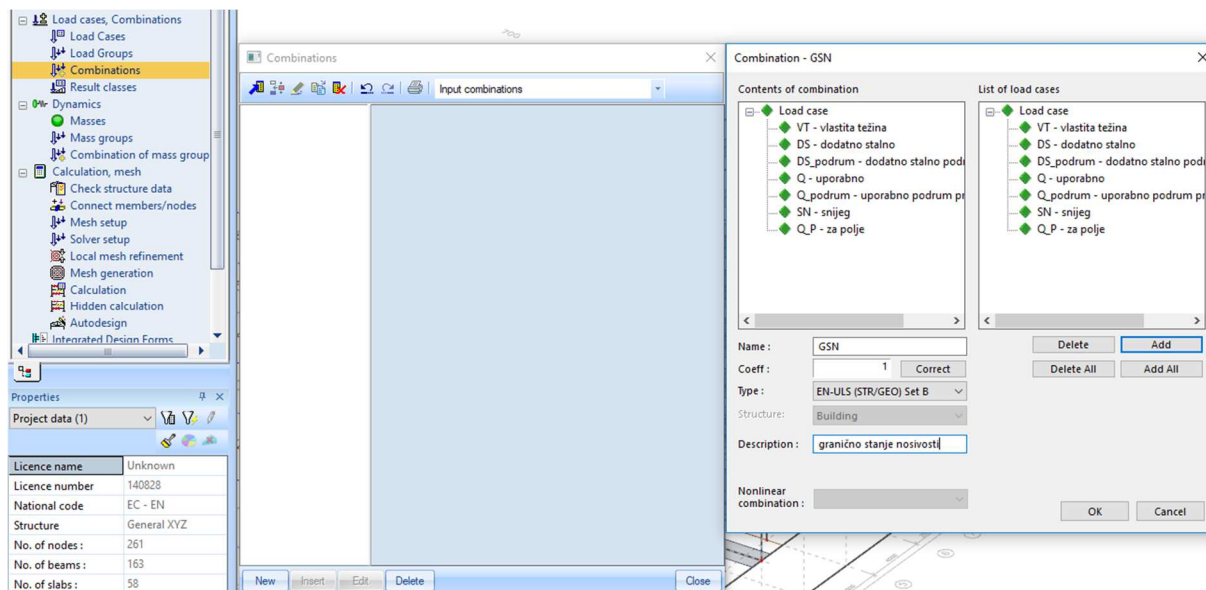 Load cases, Combinations
Load Cases
Load Groups
Combinations
Result classes
Dynamics
Masses
Mass groups
Combination of mass group
Calculation, mesh
Check structure data
Connect members/nodes
Mesh setup
Solver setup
Local mesh refinement
Mesh generation
Calculation
Hidden calculation
Autodesign
Integrated Design Forms
Properties
Project data (1)
Licence name Unknown
Licence number 140828
National code EC - EN
Structure General XYZ
No. of nodes : 261
No. of beams : 163
No. of slabs : 58
700
Combinations
Input combinations
New Insert Edit Delete Close
Combination - GSN
Contents of combination
Load case
VT - vlastita težina
DS - dodatno stalno
DS_podrum - dodatno stalno podr
Q - uporabno
Q_podrum - uporabno podrum pr
SN - snijeg
Q_P - za polje
List of load cases
Load case
VT - vlastita težina
DS - dodatno stalno
DS_podrum - dodatno stalno podr
Q - uporabno
Q_podrum - uporabno podrum pr
SN - snijeg
Q_P - za polje
Name : GSN
Coeff : 1 Correct
Type : EN-ULS (STR/GEO) Set B
Structure: Building
Description : granično stanje nosivosti
Nonlinear
combination :
Delete Add
Delete All Add All
OK Cancel